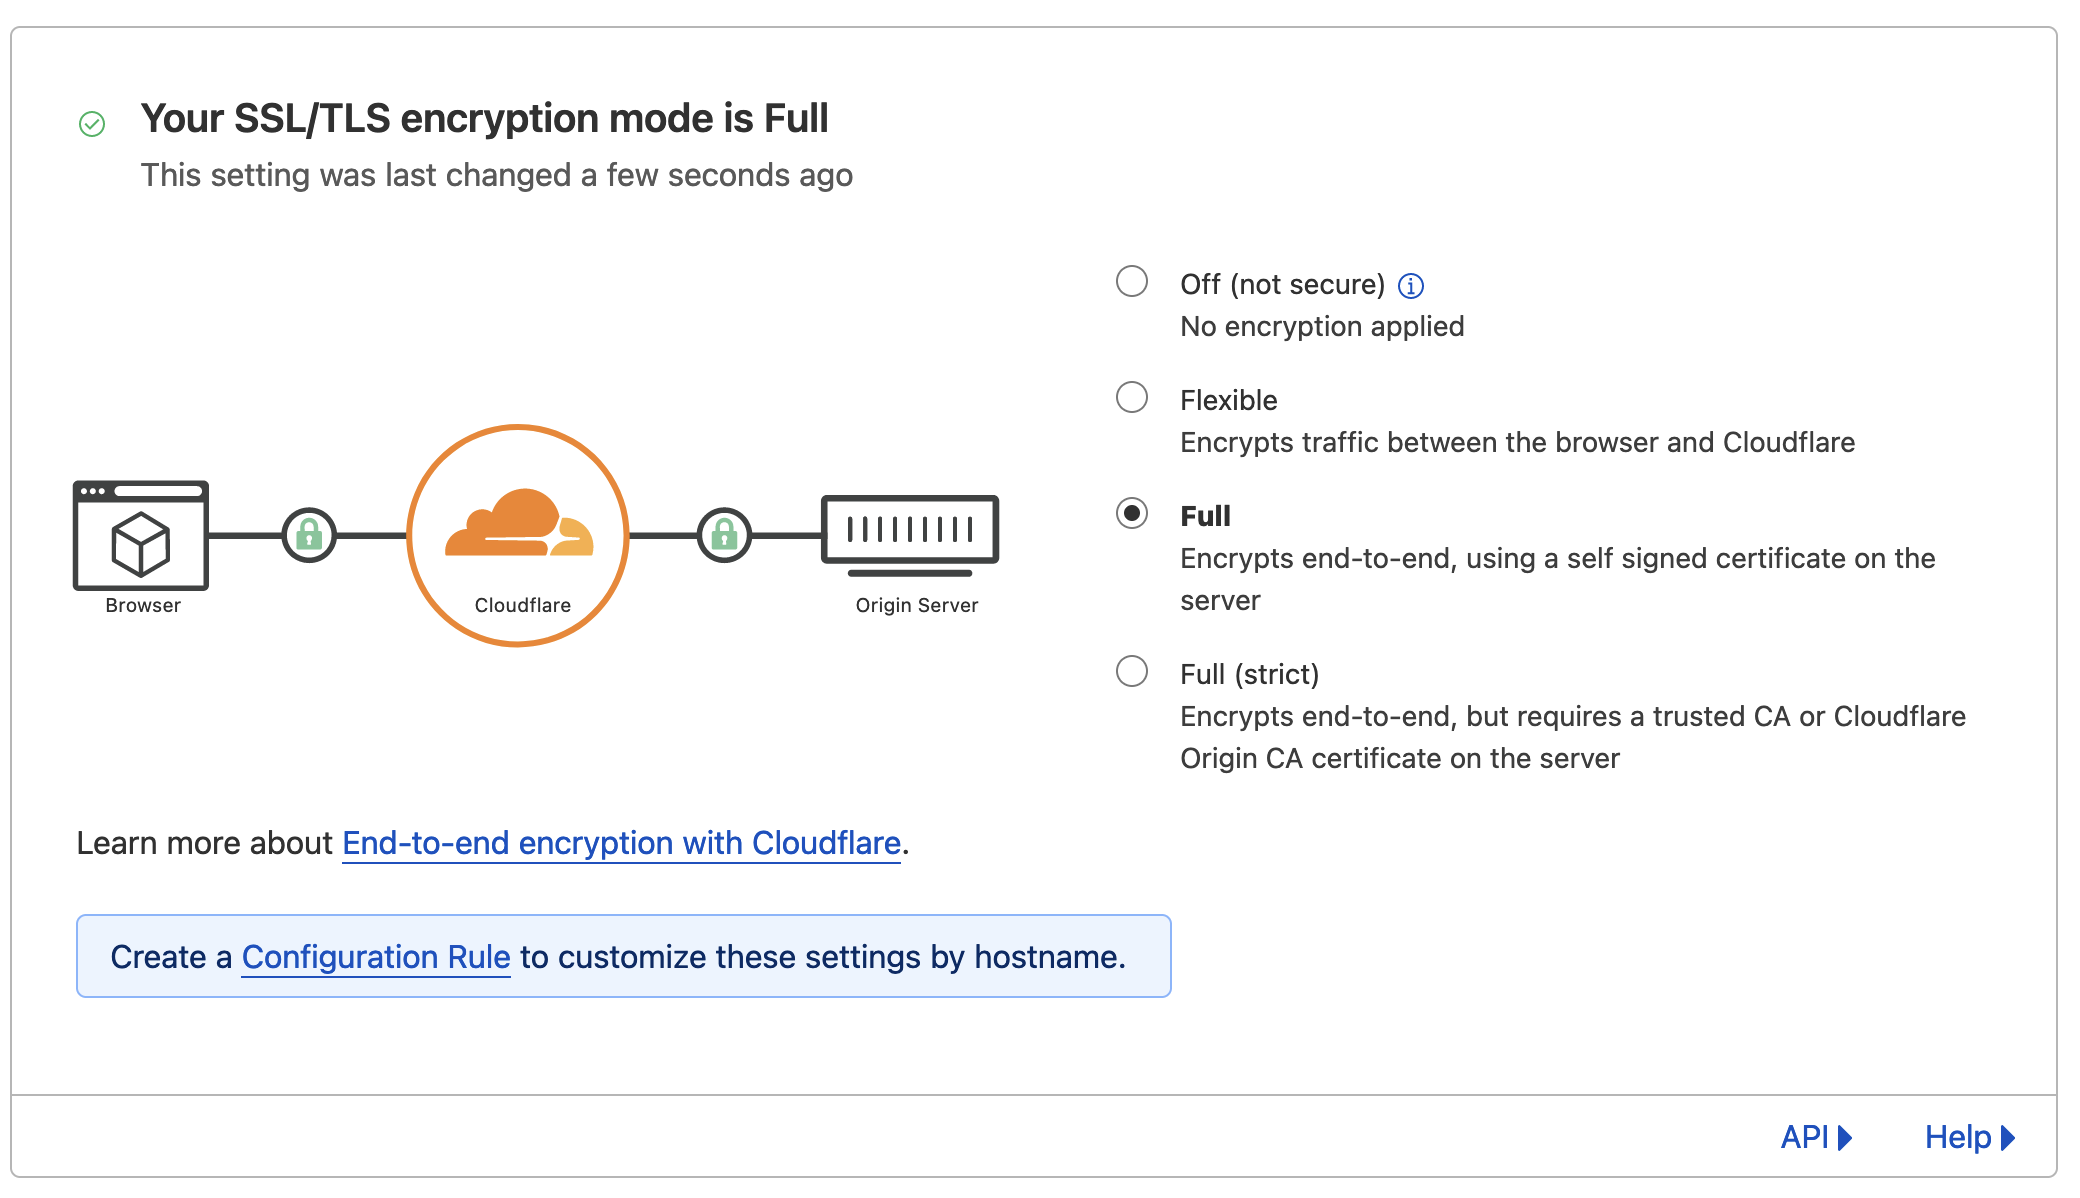 Your SSL/TLS encryption mode is Full
This setting was last changed a few seconds ago
Browser
Cloudflare
Origin Server
Off (not secure)
No encryption applied
Flexible
Encrypts traffic between the browser and Cloudflare
Full
Encrypts end-to-end, using a self signed certificate on the
server
Full (strict)
Encrypts end-to-end, but requires a trusted CA or Cloudflare
Origin CA certificate on the server
Learn more about End-to-end encryption with Cloudflare.
Create a Configuration Rule to customize these settings by hostname.
API
Help